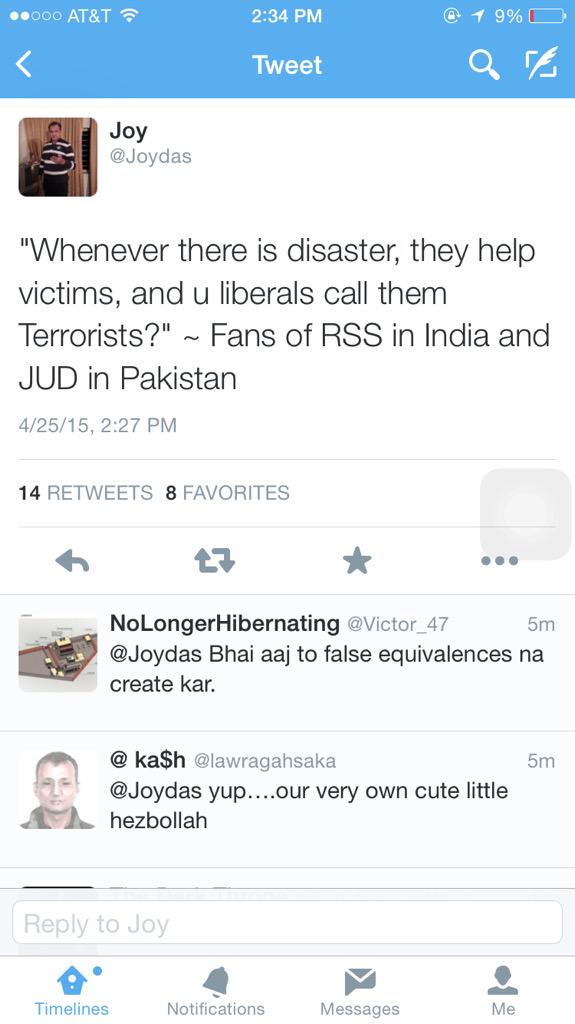 AT&T 2:34 PM 9%
Tweet
Joy
@Joydas
"Whenever there is disaster, they help
victims, and u liberals call them
Terrorists?" ~ Fans of RSS in India and
JUD in Pakistan
4/25/15, 2:27 PM
14 RETWEETS 8 FAVORITES
NoLongerHibernating @Victor_47 5m
@Joydas Bhai aaj to false equivalences na
create kar.
@ ka$h @lawragahsaka 5m
@Joydas yup....our very own cute little
hezbollah
The Dark Throne
Reply to Joy
Timelines Notifications Messages Me